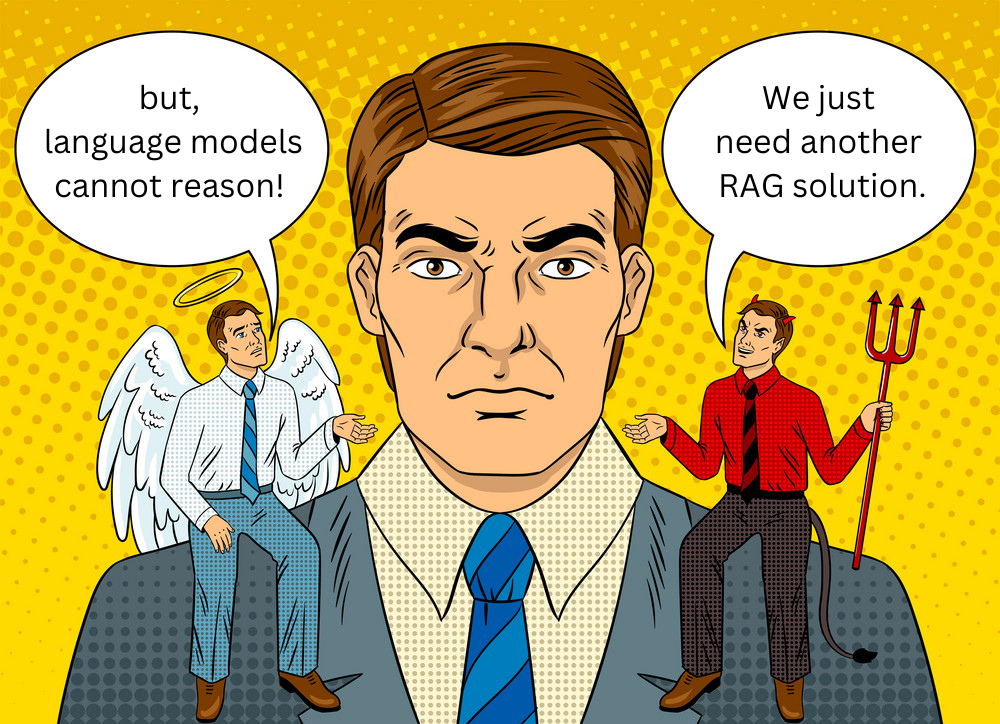 but,
language models
cannot reason!
We just
need another
RAG solution.